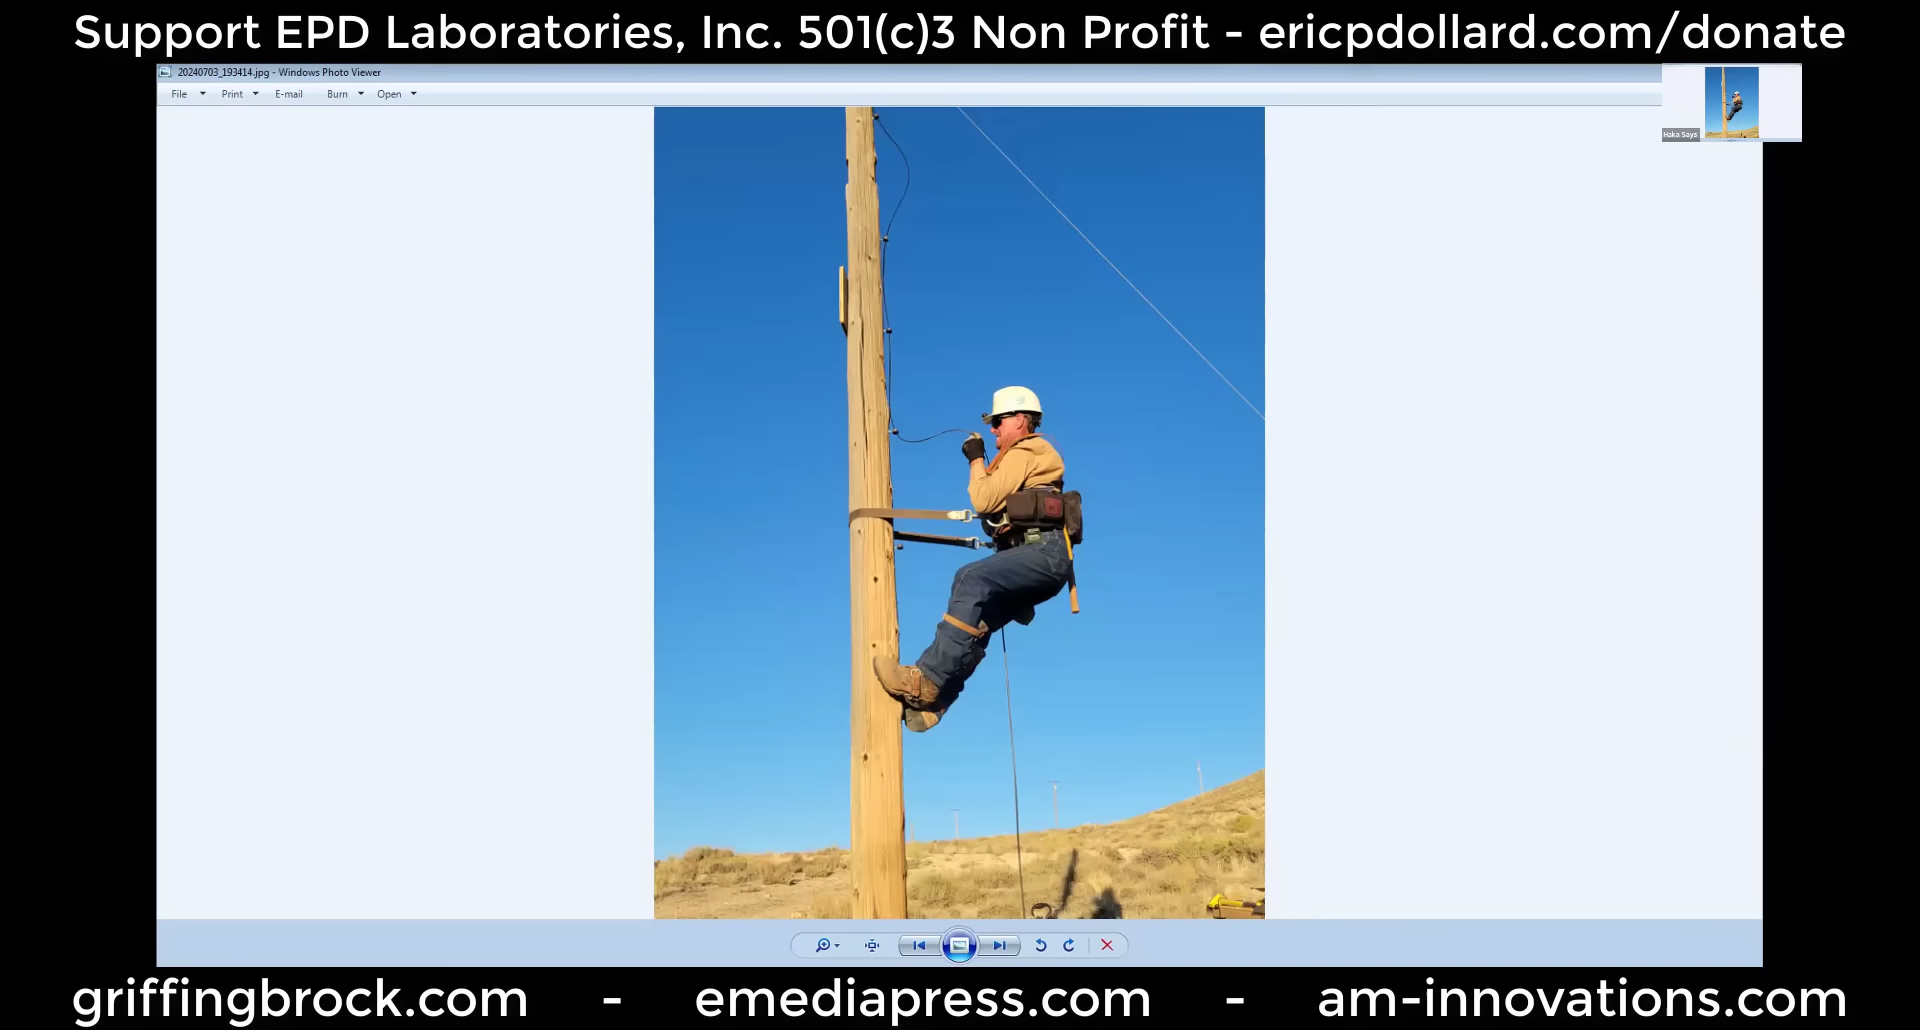 Support EPD Laboratories, Inc. 501(c)3 Non Profit - ericpdollard.com/donate
20240703_193414.jpg - Windows Photo Viewer
File Print E-mail Burn Open
Haka Says
griffingbrock.com - emediapress.com - am-innovations.com